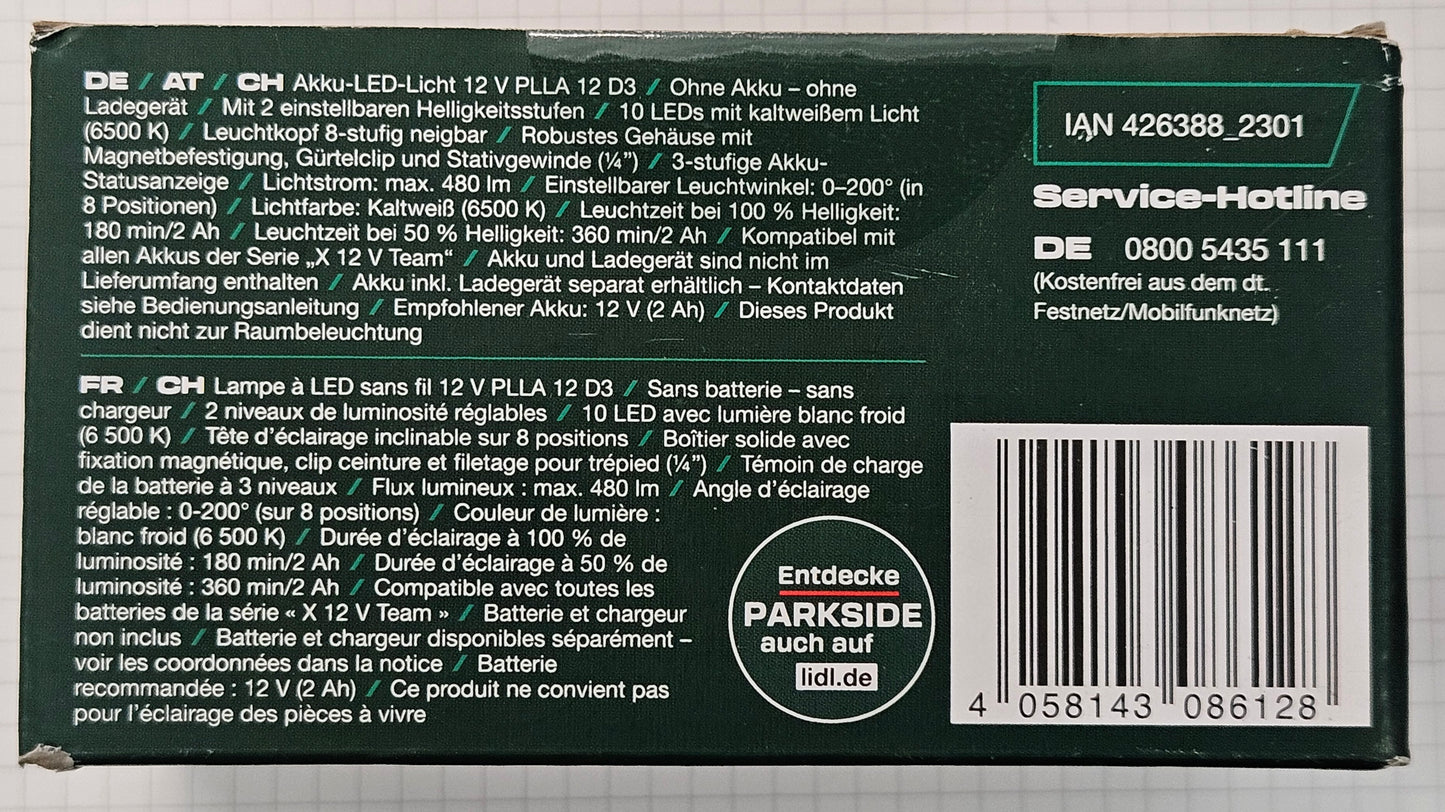 DE / AT / CH Akku-LED-Licht 12 V PLLA 12 D3 / Ohne Akku – ohne
Ladegerät / Mit 2 einstellbaren Helligkeitsstufen / 10 LEDs mit kaltweißem Licht
(6500 K) / Leuchtkopf 8-stufig neigbar / Robustes Gehäuse mit
Magnetbefestigung, Gürtelclip und Stativgewinde (¼”) / 3-stufige Akku-
Statusanzeige / Lichtstrom: max. 480 lm / Einstellbarer Leuchtwinkel: 0–200° (in
8 Positionen) / Lichtfarbe: Kaltweiß (6500 K) / Leuchtzeit bei 100 % Helligkeit:
180 min/2 Ah / Leuchtzeit bei 50 % Helligkeit: 360 min/2 Ah / Kompatibel mit
allen Akkus der Serie „X 12 V Team“ / Akku und Ladegerät sind nicht im
Lieferumfang enthalten / Akku inkl. Ladegerät separat erhältlich – Kontaktdaten
siehe Bedienungsanleitung / Empfohlener Akku: 12 V (2 Ah) / Dieses Produkt
dient nicht zur Raumbeleuchtung
FR / CH Lampe à LED sans fil 12 V PLLA 12 D3 / Sans batterie – sans
chargeur / 2 niveaux de luminosité réglables / 10 LED avec lumière blanc froid
(6 500 K) / Tête d’éclairage inclinable sur 8 positions / Boîtier solide avec
fixation magnétique, clip ceinture et filetage pour trépied (¼”) / Témoin de charge
de la batterie à 3 niveaux / Flux lumineux : max. 480 lm / Angle d’éclairage
réglable : 0-200° (sur 8 positions) / Couleur de lumière :
blanc froid (6 500 K) / Durée d’éclairage à 100 % de
luminosité : 180 min/2 Ah / Durée d’éclairage à 50 % de
luminosité : 360 min/2 Ah / Compatible avec toutes les
batteries de la série « X 12 V Team » / Batterie et chargeur
non inclus / Batterie et chargeur disponibles séparément –
voir les coordonnées dans la notice / Batterie
recommandée : 12 V (2 Ah) / Ce produit ne convient pas
pour l’éclairage des pièces à vivre
IAN 426388_2301
Service-Hotline
DE 0800 5435 111
(Kostenfrei aus dem dt.
Festnetz/Mobilfunknetz)
Entdecke
PARKSIDE
auch auf
lidl.de
4 058143 086128